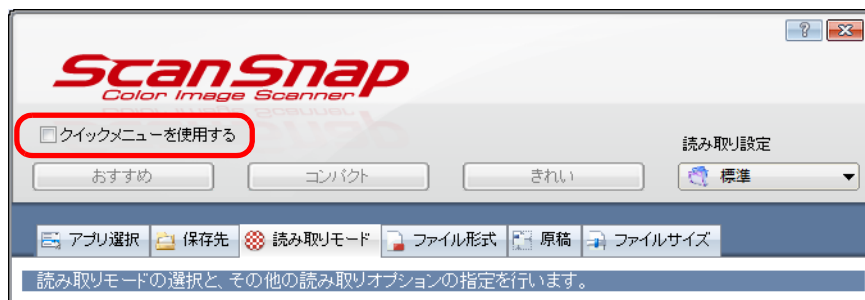 ScanSnap
Color Image Scanner
クイックメニューを使用する
読み取り設定
おすすめ コンパクト きれい 標準
アプリ選択 保存先 読み取りモード ファイル形式 原稿 ファイルサイズ
読み取りモードの選択と、その他の読み取りオプションの指定を行います。